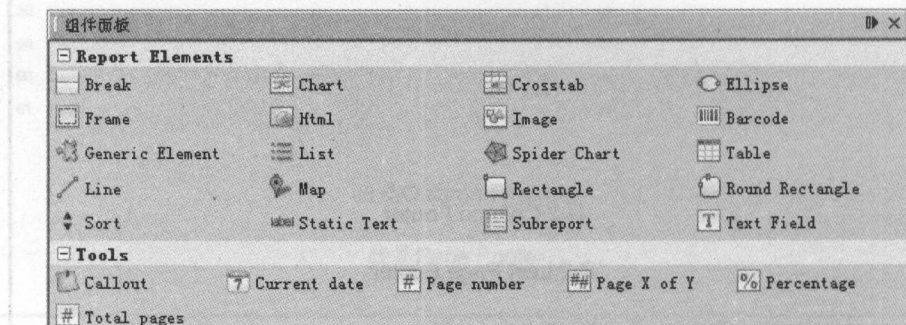 组件面板
Report Elements
Break Chart Crosstab Ellipse
Frame Html Image Barcode
Generic Element List Spider Chart Table
Line Map Rectangle Round Rectangle
Sort label Static Text Subreport T Text Field
Tools
Callout 7 Current date # Page number ## Page X of Y % Percentage
# Total pages